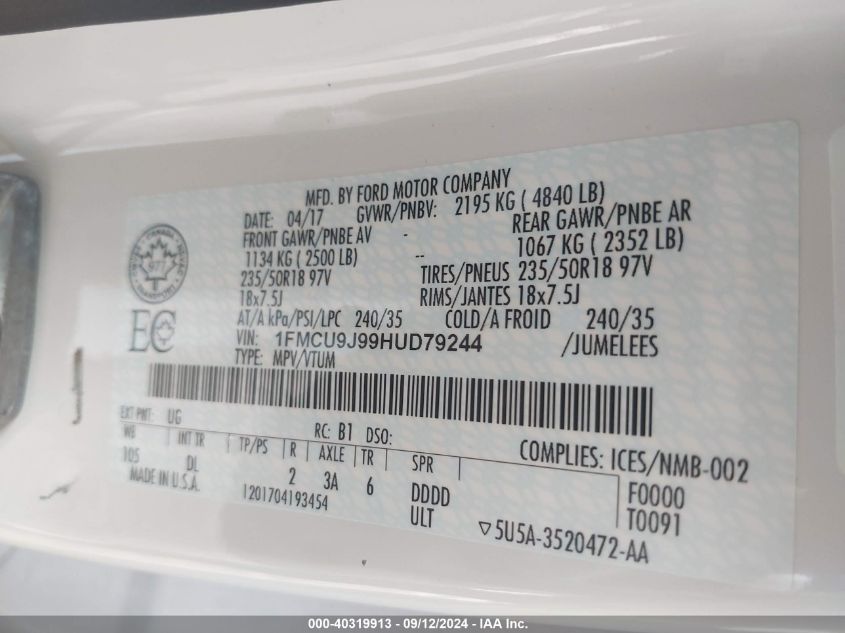 MFD. BY FORD MOTOR COMPANY
DATE: 04/17 GVWR/PNBV: 2195 KG ( 4840 LB)
FRONT GAWR/PNBE AV - REAR GAWR/PNBE AR
1134 KG ( 2500 LB) -- 1067 KG ( 2352 LB)
235/50R18 97V TIRES/PNEUS 235/50R18 97V
18x7.5J RIMS/JANTES 18x7.5J
AT/A kPa/PSI/LPC 240/35 COLD/A FROID 240/35
VIN: 1FMCU9J99HUD79244 /JUMELEES
TYPE: MPV/VTUM
EC
EXT PNT: UG RC: B1 DSO: COMPLIES: ICES/NMB-002
WB INT TR TP/PS R AXLE TR SPR
105 DL 2 3A 6 DDDD F0000
MADE IN U.S.A. 1201704193454 ULT T0091
5U5A-3520472-AA
000-40319913 - 09/12/2024 - IAA Inc.